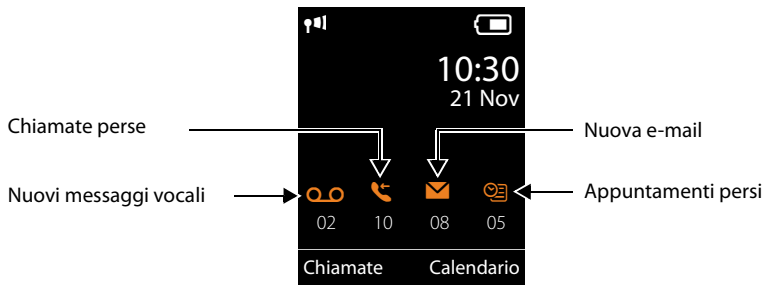 10:30
21 Nov
Chiamate perse
Nuova e-mail
Nuovi messaggi vocali
Appuntamenti persi
02 10 08 05
Chiamate Calendario